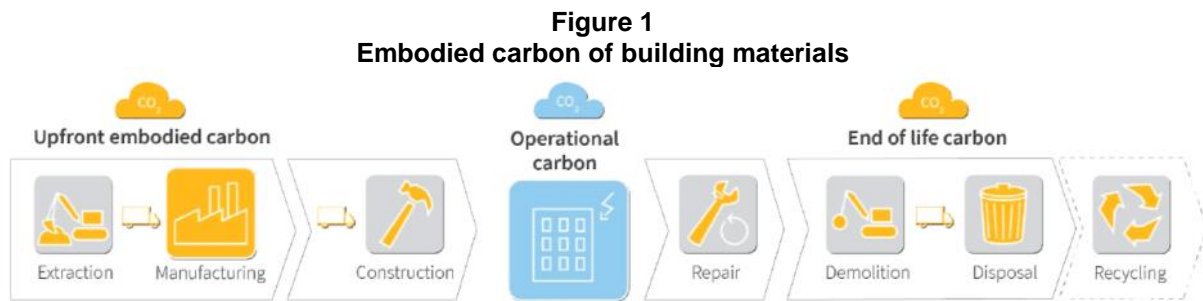 Figure 1
Embodied carbon of building materials
CO2
Upfront embodied carbon
Extraction
Manufacturing
Construction
CO2
Operational
carbon
Repair
CO2
End of life carbon
Demolition
Disposal
Recycling